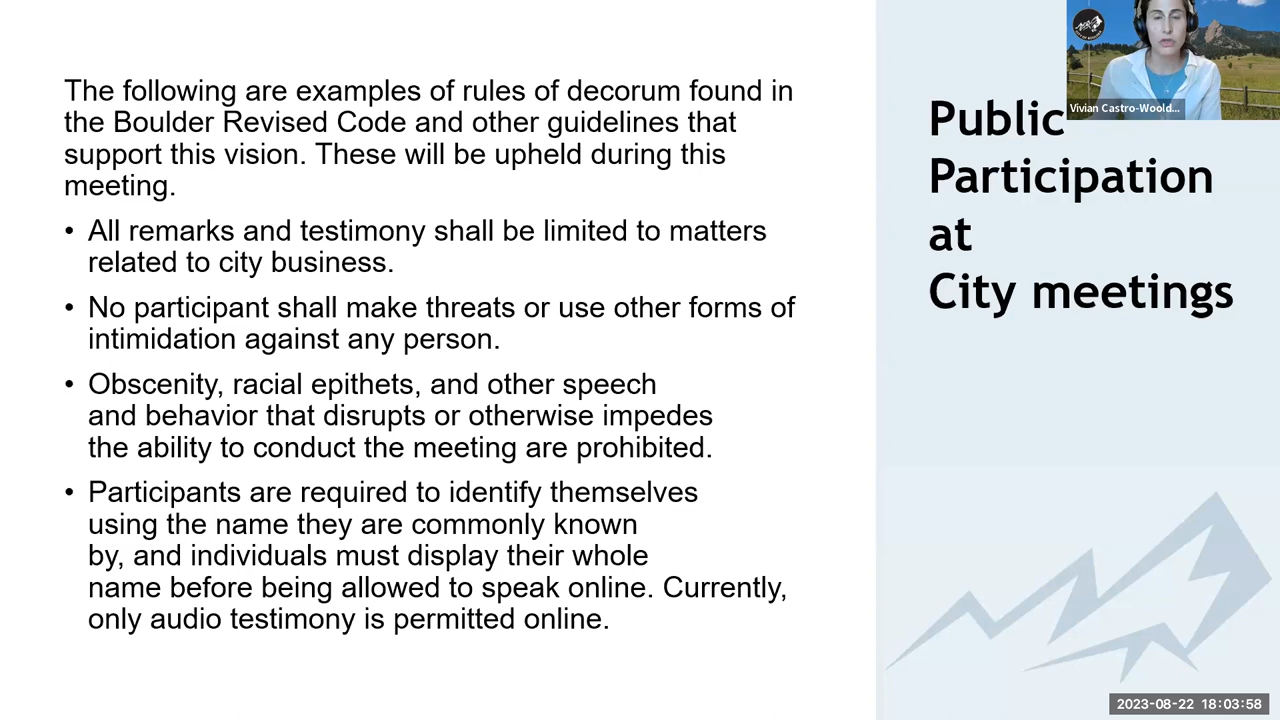 The following are examples of rules of decorum found in
the Boulder Revised Code and other guidelines that
support this vision. These will be upheld during this
meeting.
• All remarks and testimony shall be limited to matters
related to city business.
• No participant shall make threats or use other forms of
intimidation against any person.
• Obscenity, racial epithets, and other speech
and behavior that disrupts or otherwise impedes
the ability to conduct the meeting are prohibited.
• Participants are required to identify themselves
using the name they are commonly known
by, and individuals must display their whole
name before being allowed to speak online. Currently,
only audio testimony is permitted online.
Vivian Castro-Woold...
Public
Participation
at
City meetings
2023-08-22 18:03:58